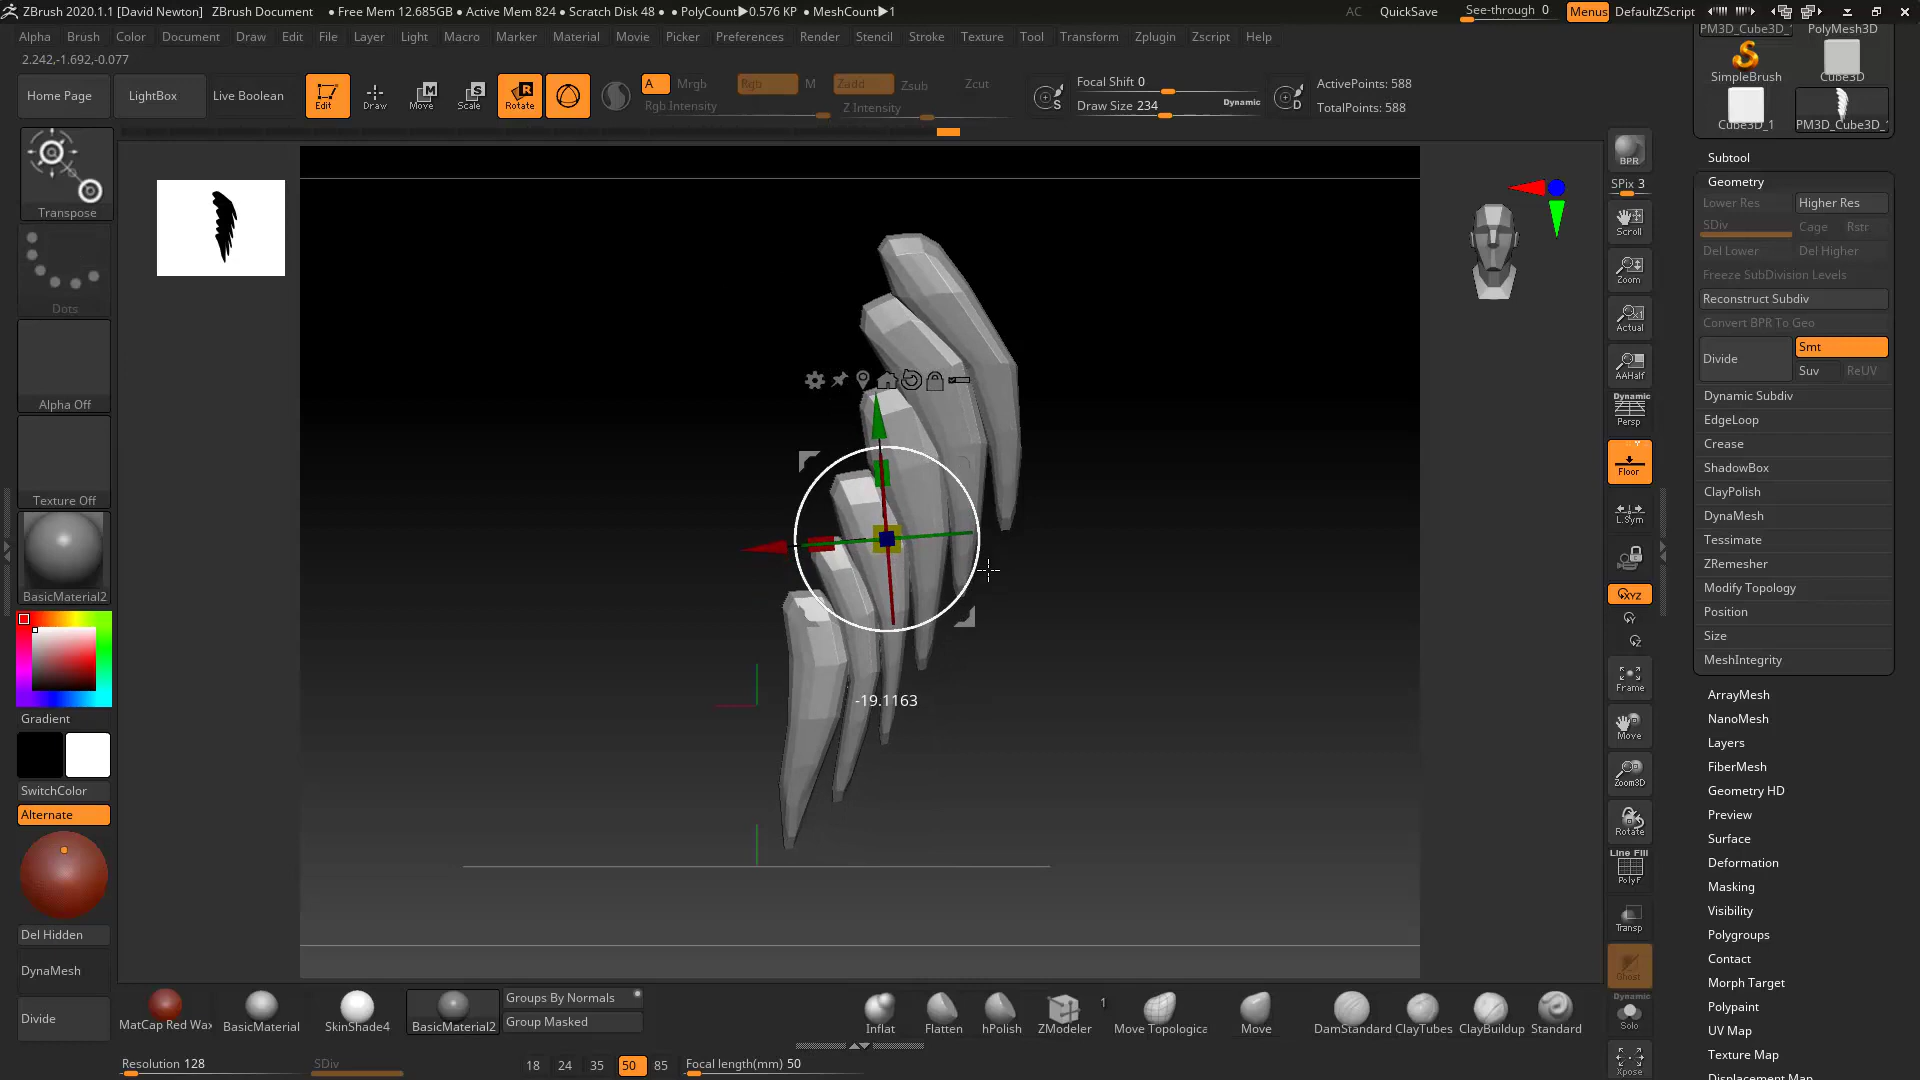 ZBrush 2020.1.1 [David Newton] ZBrush Document • Free Mem 12.685GB • Active Mem 824 • Scratch Disk 48 • • PolyCount▶0.576 KP • MeshCount▶1 AC QuickSave See-through 0 Menus DefaultZScript
Alpha Brush Color Document Draw Edit File Layer Light Macro Marker Material Movie Picker Preferences Render Stencil Stroke Texture Tool Transform Zplugin Zscript Help
2.242,-1.692,-0.077
Home Page LightBox Live Boolean Edit Draw Move Scale Rotate
A Mrgb Rgb M Zadd Zsub Zcut
Rgb Intensity Z Intensity
Focal Shift 0
Draw Size 234 Dynamic
ActivePoints: 588
TotalPoints: 588
Transpose
Dots
Alpha Off
Texture Off
BasicMaterial2
Gradient
SwitchColor
Alternate
Del Hidden
DynaMesh
Divide
-19.1163
BPR
SPix 3
Scroll
Zoom
Actual
AAHalf
Dynamic
Persp
Floor
L.Sym
XYZ
Frame
Move
Zoom3D
Rotate
Line Fill
PolyF
Transp
Ghost
Dynamic
Solo
Xpose
PM3D_Cube3D_1 PolyMesh3D
SimpleBrush Cube3D
Cube3D_1 PM3D_Cube3D_1
Subtool
Geometry
Lower Res Higher Res
SDiv Cage Rstr
Del Lower Del Higher
Freeze SubDivision Levels
Reconstruct Subdiv
Convert BPR To Geo
Divide Smt
Suv ReUV
Dynamic Subdiv
EdgeLoop
Crease
ShadowBox
ClayPolish
DynaMesh
Tessimate
ZRemesher
Modify Topology
Position
Size
MeshIntegrity
ArrayMesh
NanoMesh
Layers
FiberMesh
Geometry HD
Preview
Surface
Deformation
Masking
Visibility
Polygroups
Contact
Morph Target
Polypaint
UV Map
Texture Map
Displacement Map
MatCap Red Wax BasicMaterial SkinShade4 BasicMaterial2
Groups By Normals
Group Masked
Inflat Flatten hPolish ZModeler 1 Move Topologica Move DamStandard ClayTubes ClayBuildup Standard
Resolution 128 SDiv 18 24 35 50 85 Focal length(mm) 50